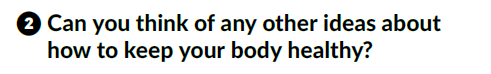 2 Can you think of any other ideas about
how to keep your body healthy?